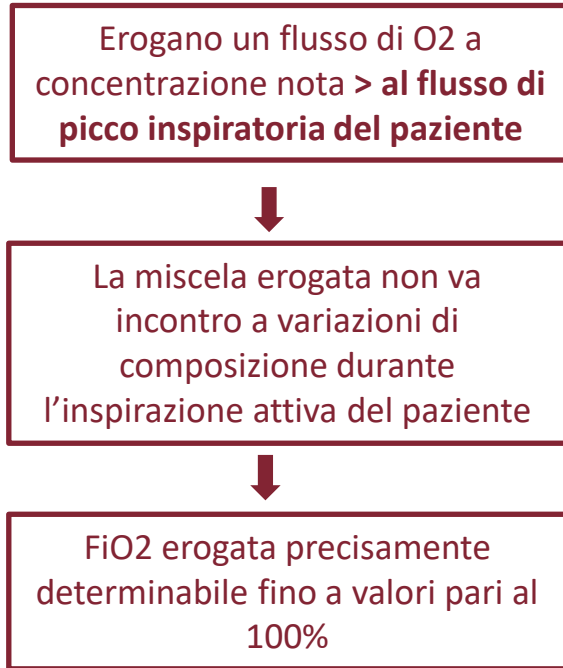 Erogano un flusso di O2 a
concentrazione nota > al flusso di
picco inspiratoria del paziente
La miscela erogata non va
incontro a variazioni di
composizione durante
l’inspirazione attiva del paziente
FiO2 erogata precisamente
determinabile fino a valori pari al
100%